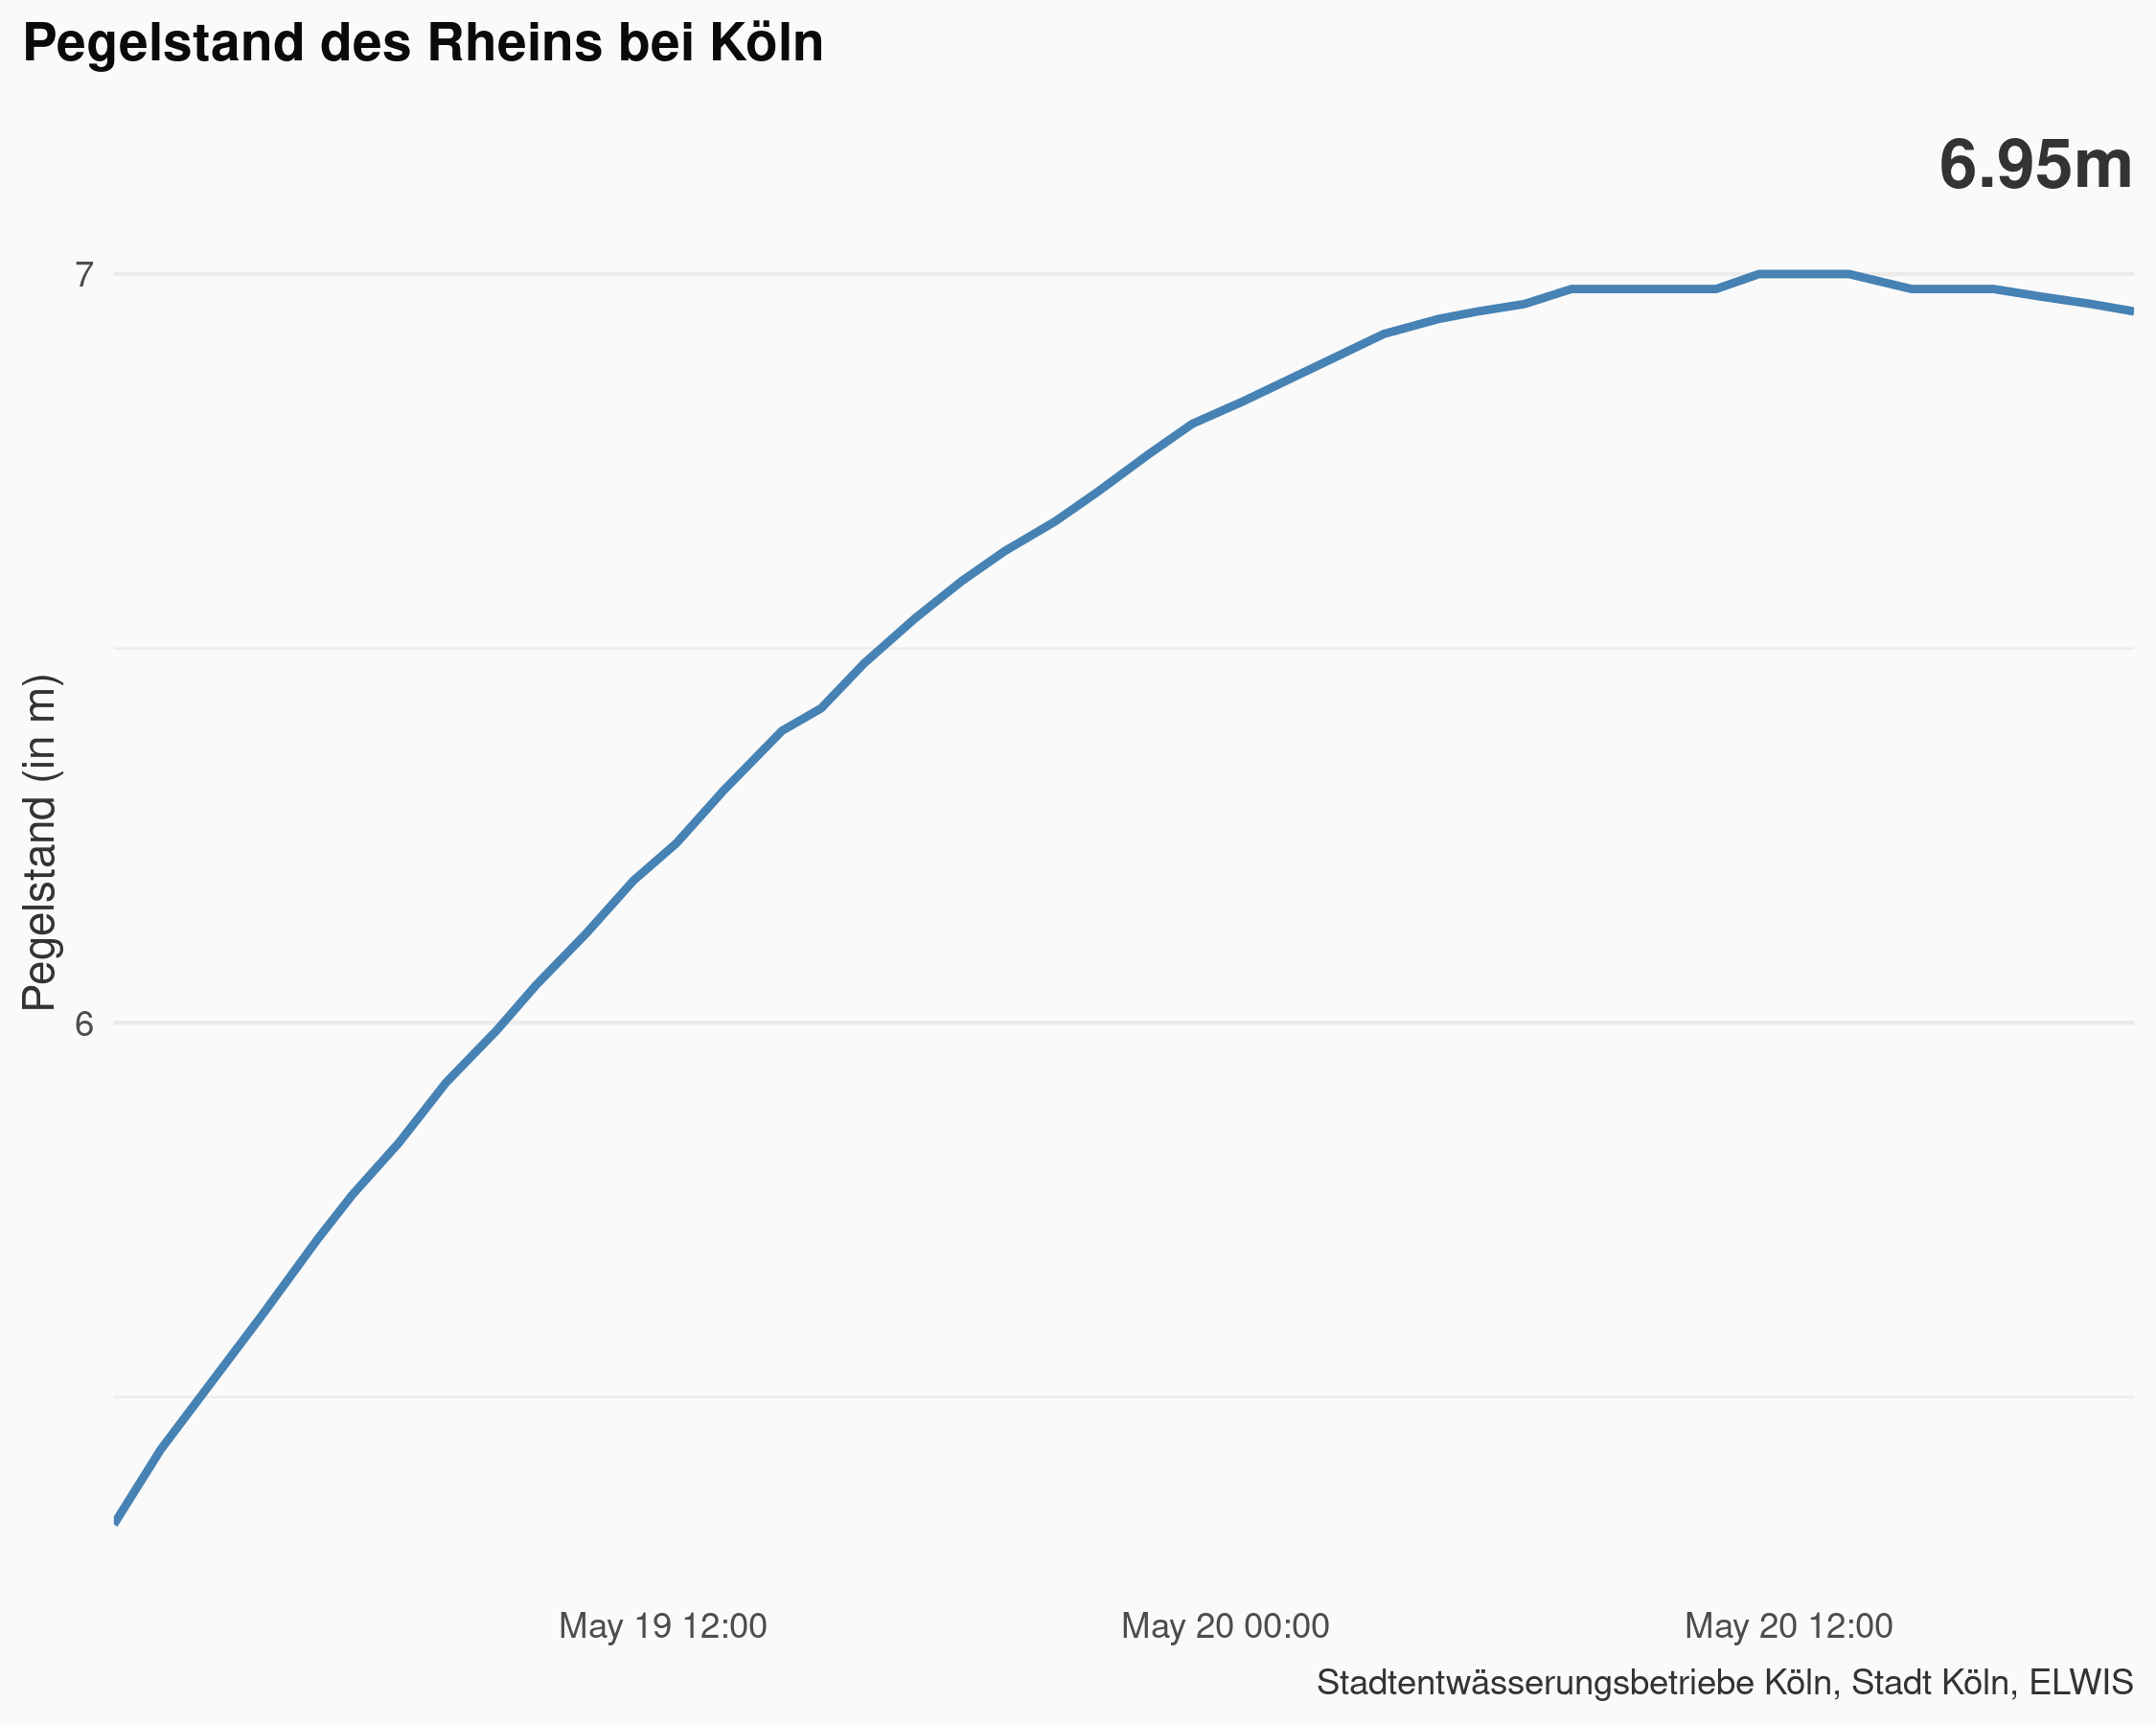 Pegelstand des Rheins bei Köln
6.95m
7
Pegelstand (in m)
6
May 19 12:00
May 20 00:00
May 20 12:00
Stadtentwässerungsbetriebe Köln, Stadt Köln, ELWIS